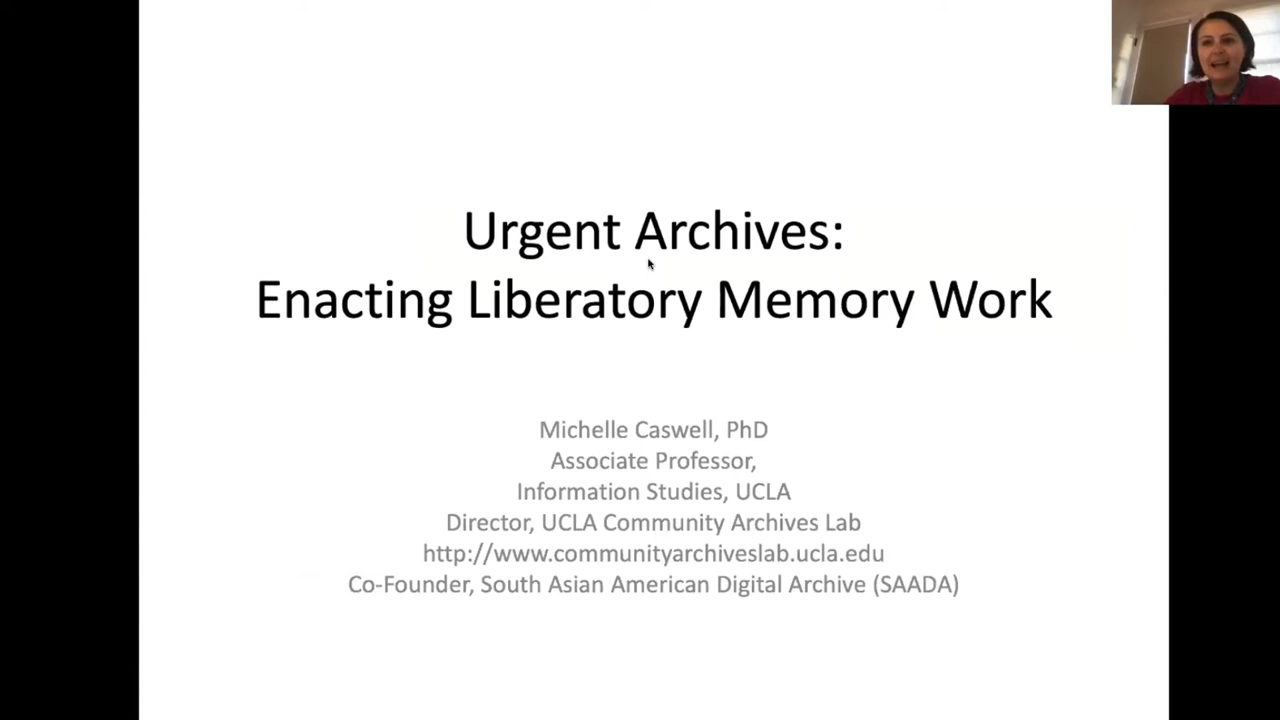 Urgent Archives:
Enacting Liberatory Memory Work
Michelle Caswell, PhD
Associate Professor,
Information Studies, UCLA
Director, UCLA Community Archives Lab
http://www.communityarchiveslab.ucla.edu
Co-Founder, South Asian American Digital Archive (SAADA)